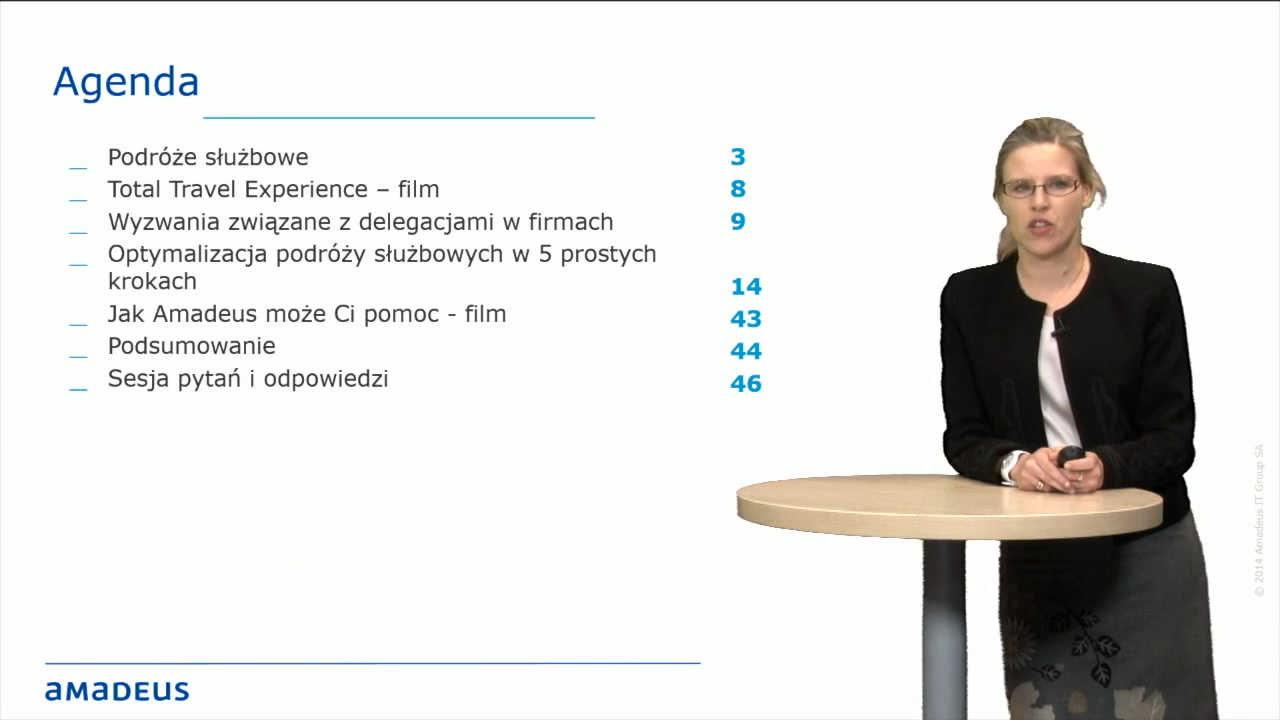 Agenda
_ Podróże służbowe 3
_ Total Travel Experience – film 8
_ Wyzwania związane z delegacjami w firmach 9
_ Optymalizacja podróży służbowych w 5 prostych
krokach 14
_ Jak Amadeus może Ci pomoc - film 43
_ Podsumowanie 44
_ Sesja pytań i odpowiedzi 46
© 2014 Amadeus IT Group SA
amadeus